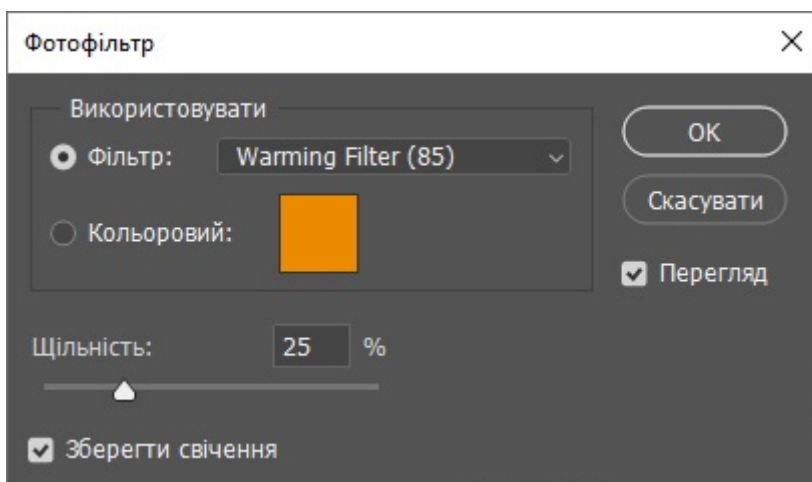 Фотофільтр
Використовувати
Фільтр: Warming Filter (85)
Кольоровий:
OK
Скасувати
Перегляд
Щільність: 25 %
Зберегти свічення